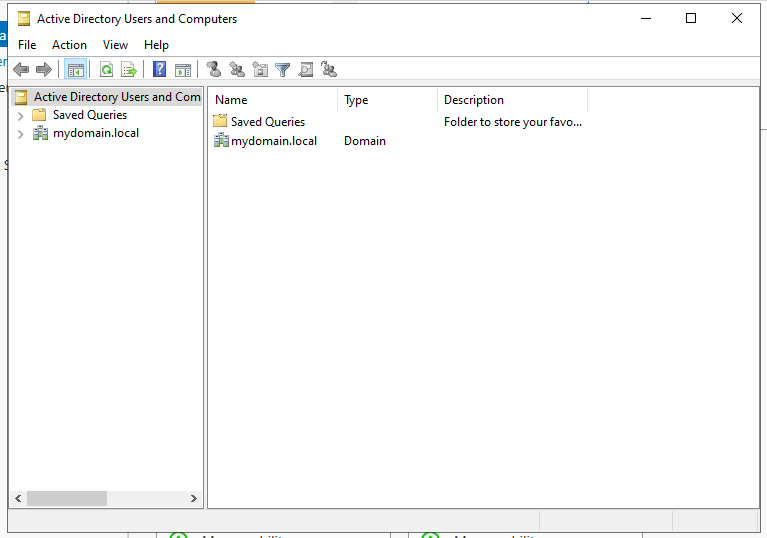 Active Directory Users and Computers
File Action View Help
Active Directory Users and Com
Saved Queries
mydomain.local
Name Type Description
Saved Queries Folder to store your favo...
mydomain.local Domain